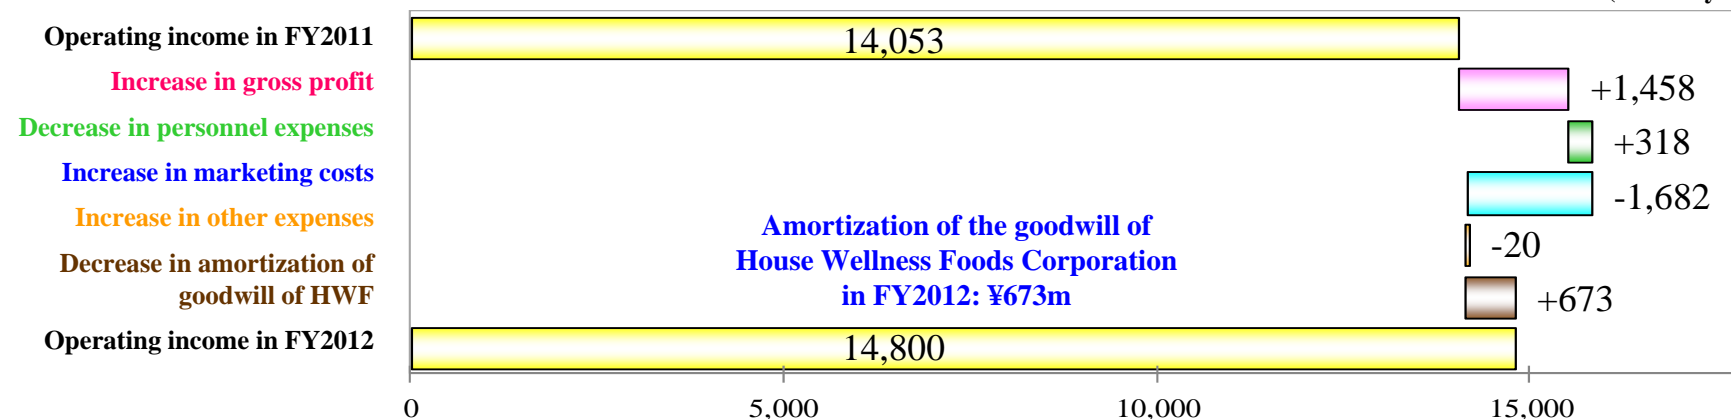 Operating income in FY2011
14,053
Increase in gross profit
+1,458
Decrease in personnel expenses
+318
Increase in marketing costs
-1,682
Increase in other expenses
-20
Amortization of the goodwill of
House Wellness Foods Corporation
in FY2012: ¥673m
Decrease in amortization of
goodwill of HWF
+673
Operating income in FY2012
14,800
0 5,000 10,000 15,000